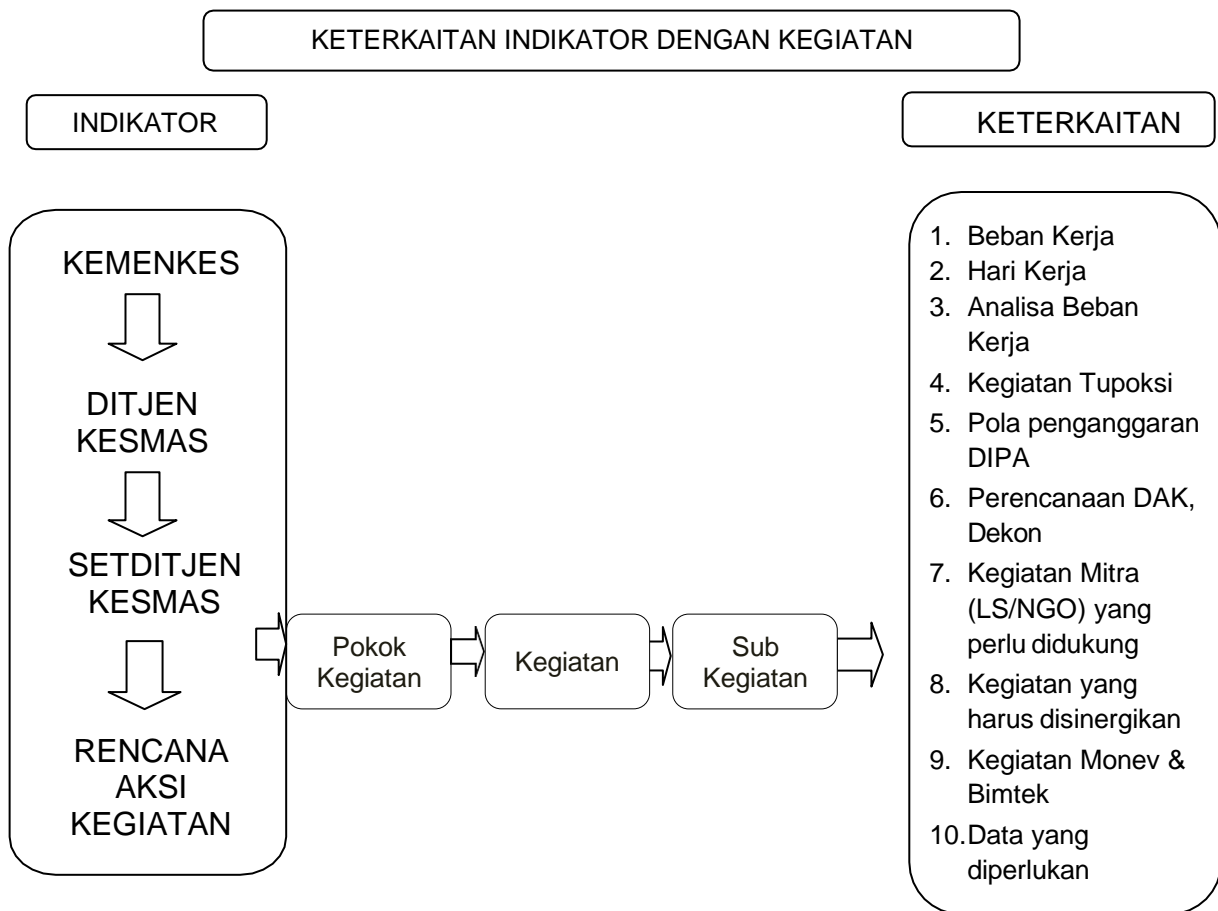 KETERKAITAN INDIKATOR DENGAN KEGIATAN
INDIKATOR
KETERKAITAN
KEMENKES
DITJEN
KESMAS
SETDITJEN
KESMAS
RENCANA
AKSI
KEGIATAN
Pokok
Kegiatan
Kegiatan
Sub
Kegiatan
1. Beban Kerja
2. Hari Kerja
3. Analisa Beban
Kerja
4. Kegiatan Tupoksi
5. Pola penganggaran
DIPA
6. Perencanaan DAK,
Dekon
7. Kegiatan Mitra
(LS/NGO) yang
perlu didukung
8. Kegiatan yang
harus disinergikan
9. Kegiatan Monev &
Bimtek
10.Data yang
diperlukan